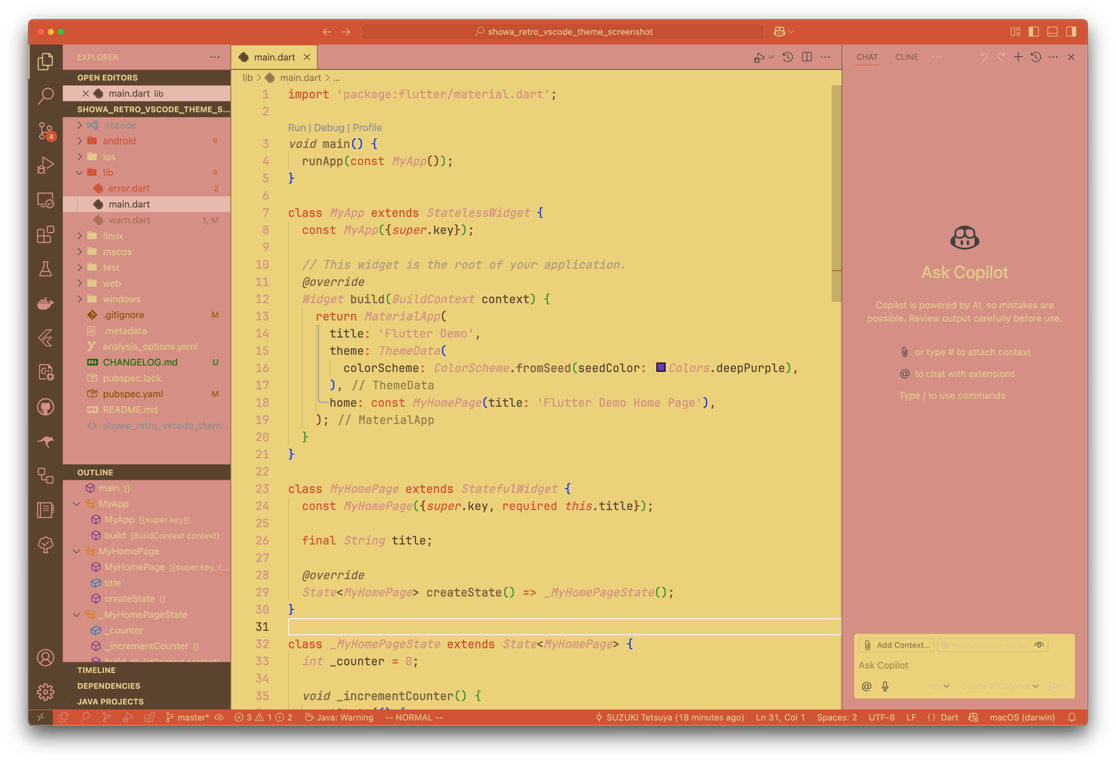 showa_retro_vscode_theme_screenshot
EXPLORER
OPEN EDITORS
main.dart lib
SHOWA_RETRO_VSCODE_THEME_S...
.vscode
android
ios
lib
error.dart 2
main.dart
warn.dart 1, M
linux
macos
test
web
windows
.gitignore M
.metadata
analysis_options.yaml
CHANGELOG.md U
pubspec.lock
pubspec.yaml M
README.md
showa_retro_vscode_them...
OUTLINE
main ()
MyApp
MyApp ({super.key})
build (BuildContext context)
MyHomePage
MyHomePage ({super.key, r...
title
createState ()
_MyHomePageState
_counter
_incrementCounter ()
build (BuildContext context)
TIMELINE
DEPENDENCIES
JAVA PROJECTS
4
main.dart
lib > main.dart > ...
1 import 'package:flutter/material.dart';
2
Run | Debug | Profile
3 void main() {
4 runApp(const MyApp());
5 }
6
7 class MyApp extends StatelessWidget {
8 const MyApp({super.key});
9
10 // This widget is the root of your application.
11 @override
12 Widget build(BuildContext context) {
13 return MaterialApp(
14 title: 'Flutter Demo',
15 theme: ThemeData(
16 colorScheme: ColorScheme.fromSeed(seedColor: Colors.deepPurple),
17 ), // ThemeData
18 home: const MyHomePage(title: 'Flutter Demo Home Page'),
19 ); // MaterialApp
20 }
21 }
22
23 class MyHomePage extends StatefulWidget {
24 const MyHomePage({super.key, required this.title});
25
26 final String title;
27
28 @override
29 State<MyHomePage> createState() => _MyHomePageState();
30 }
31
32 class _MyHomePageState extends State<MyHomePage> {
33 int _counter = 0;
34
35 void _incrementCounter() {
CHAT CLINE
Ask Copilot
Copilot is powered by AI, so mistakes are
possible. Review output carefully before use.
or type # to attach context
@ to chat with extensions
Type / to use commands
Add Context...
Ask Copilot
@
master*
3 1 2
Java: Warning
-- NORMAL --
SUZUKI Tetsuya (18 minutes ago)
Ln 31, Col 1
Spaces: 2
UTF-8
LF
{ } Dart
macOS (darwin)